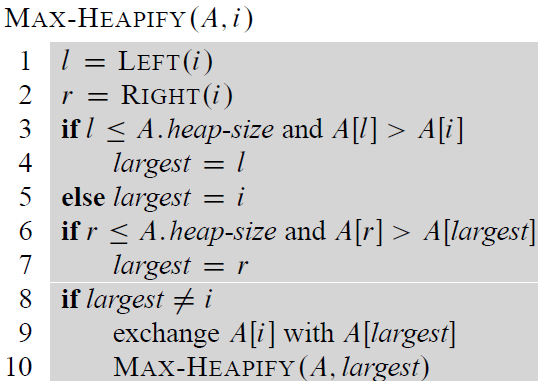 MAX-HEAPIFY(A, i)
1 l = LEFT(i)
2 r = RIGHT(i)
3 if l ≤ A.heap-size and A[l] > A[i]
4 largest = l
5 else largest = i
6 if r ≤ A.heap-size and A[r] > A[largest]
7 largest = r
8 if largest ≠ i
9 exchange A[i] with A[largest]
10 MAX-HEAPIFY(A, largest)